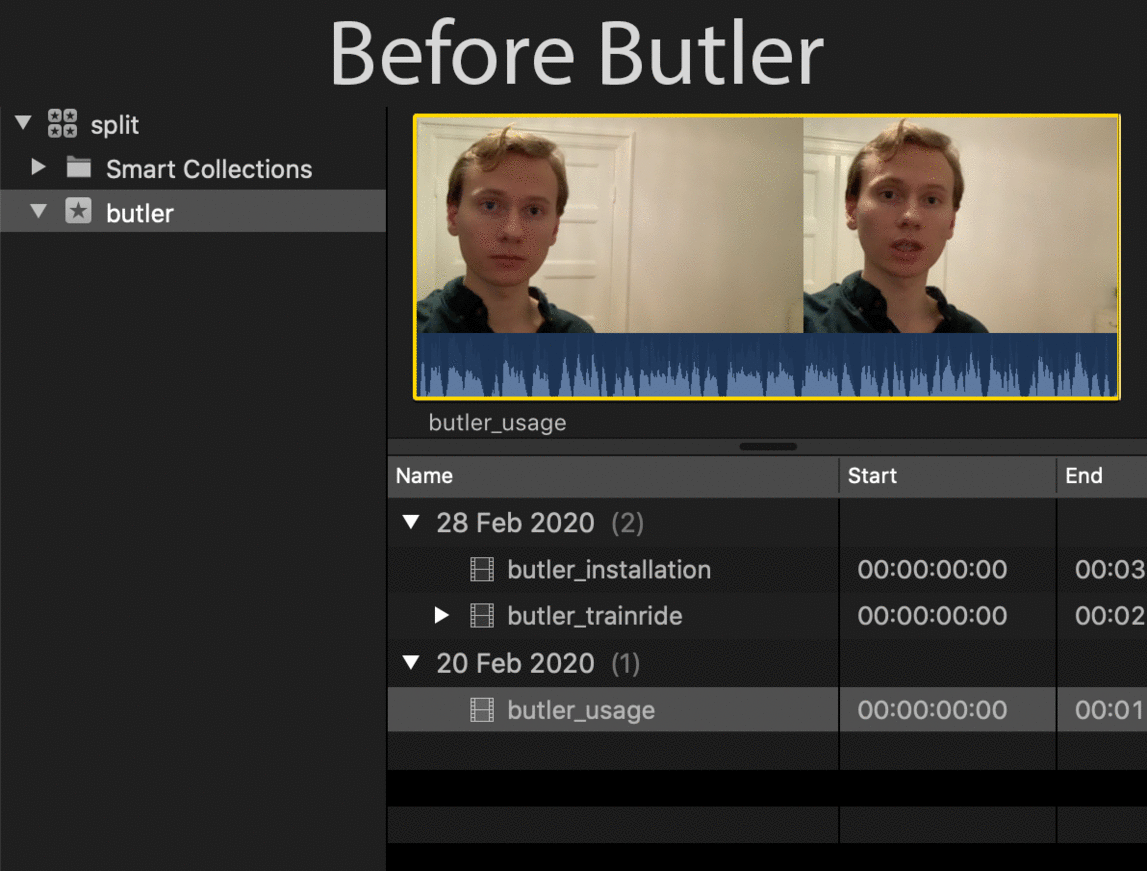 Before Butler
split
Smart Collections
butler
butler_usage
Name Start End
28 Feb 2020 (2)
butler_installation 00:00:00:00 00:03
butler_trainride 00:00:00:00 00:02
20 Feb 2020 (1)
butler_usage 00:00:00:00 00:01